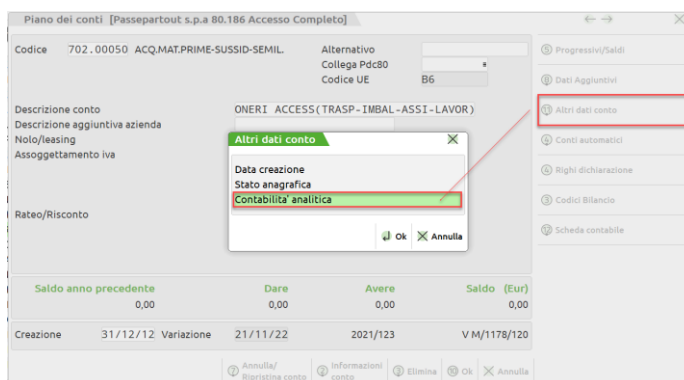 Piano dei conti [Passepartout s.p.a 80.186 Accesso Completo]
Codice 702.00050 ACQ.MAT.PRIME-SUSSID-SEMIL. Alternativo
Collega Pdc80
Codice UE B6
Descrizione conto ONERI ACCESS(TRASP-IMBAL-ASSI-LAVOR)
Descrizione aggiuntiva azienda
Nolo/leasing
Assoggettamento iva
Rateo/Risconto
Altri dati conto
Data creazione
Stato anagrafica
Contabilita' analitica
Ok Annulla
Saldo anno precedente Dare Avere Saldo (Eur)
0,00 0,00 0,00 0,00
Creazione 31/12/12 Variazione 21/11/22 2021/123 V M/1178/120
Annulla/
Ripristina conto
Informazioni
conto
Elimina Ok Annulla
Progressivi/Saldi
Dati Aggiuntivi
Altri dati conto
Conti automatici
Righi dichiarazione
Codici Bilancio
Scheda contabile